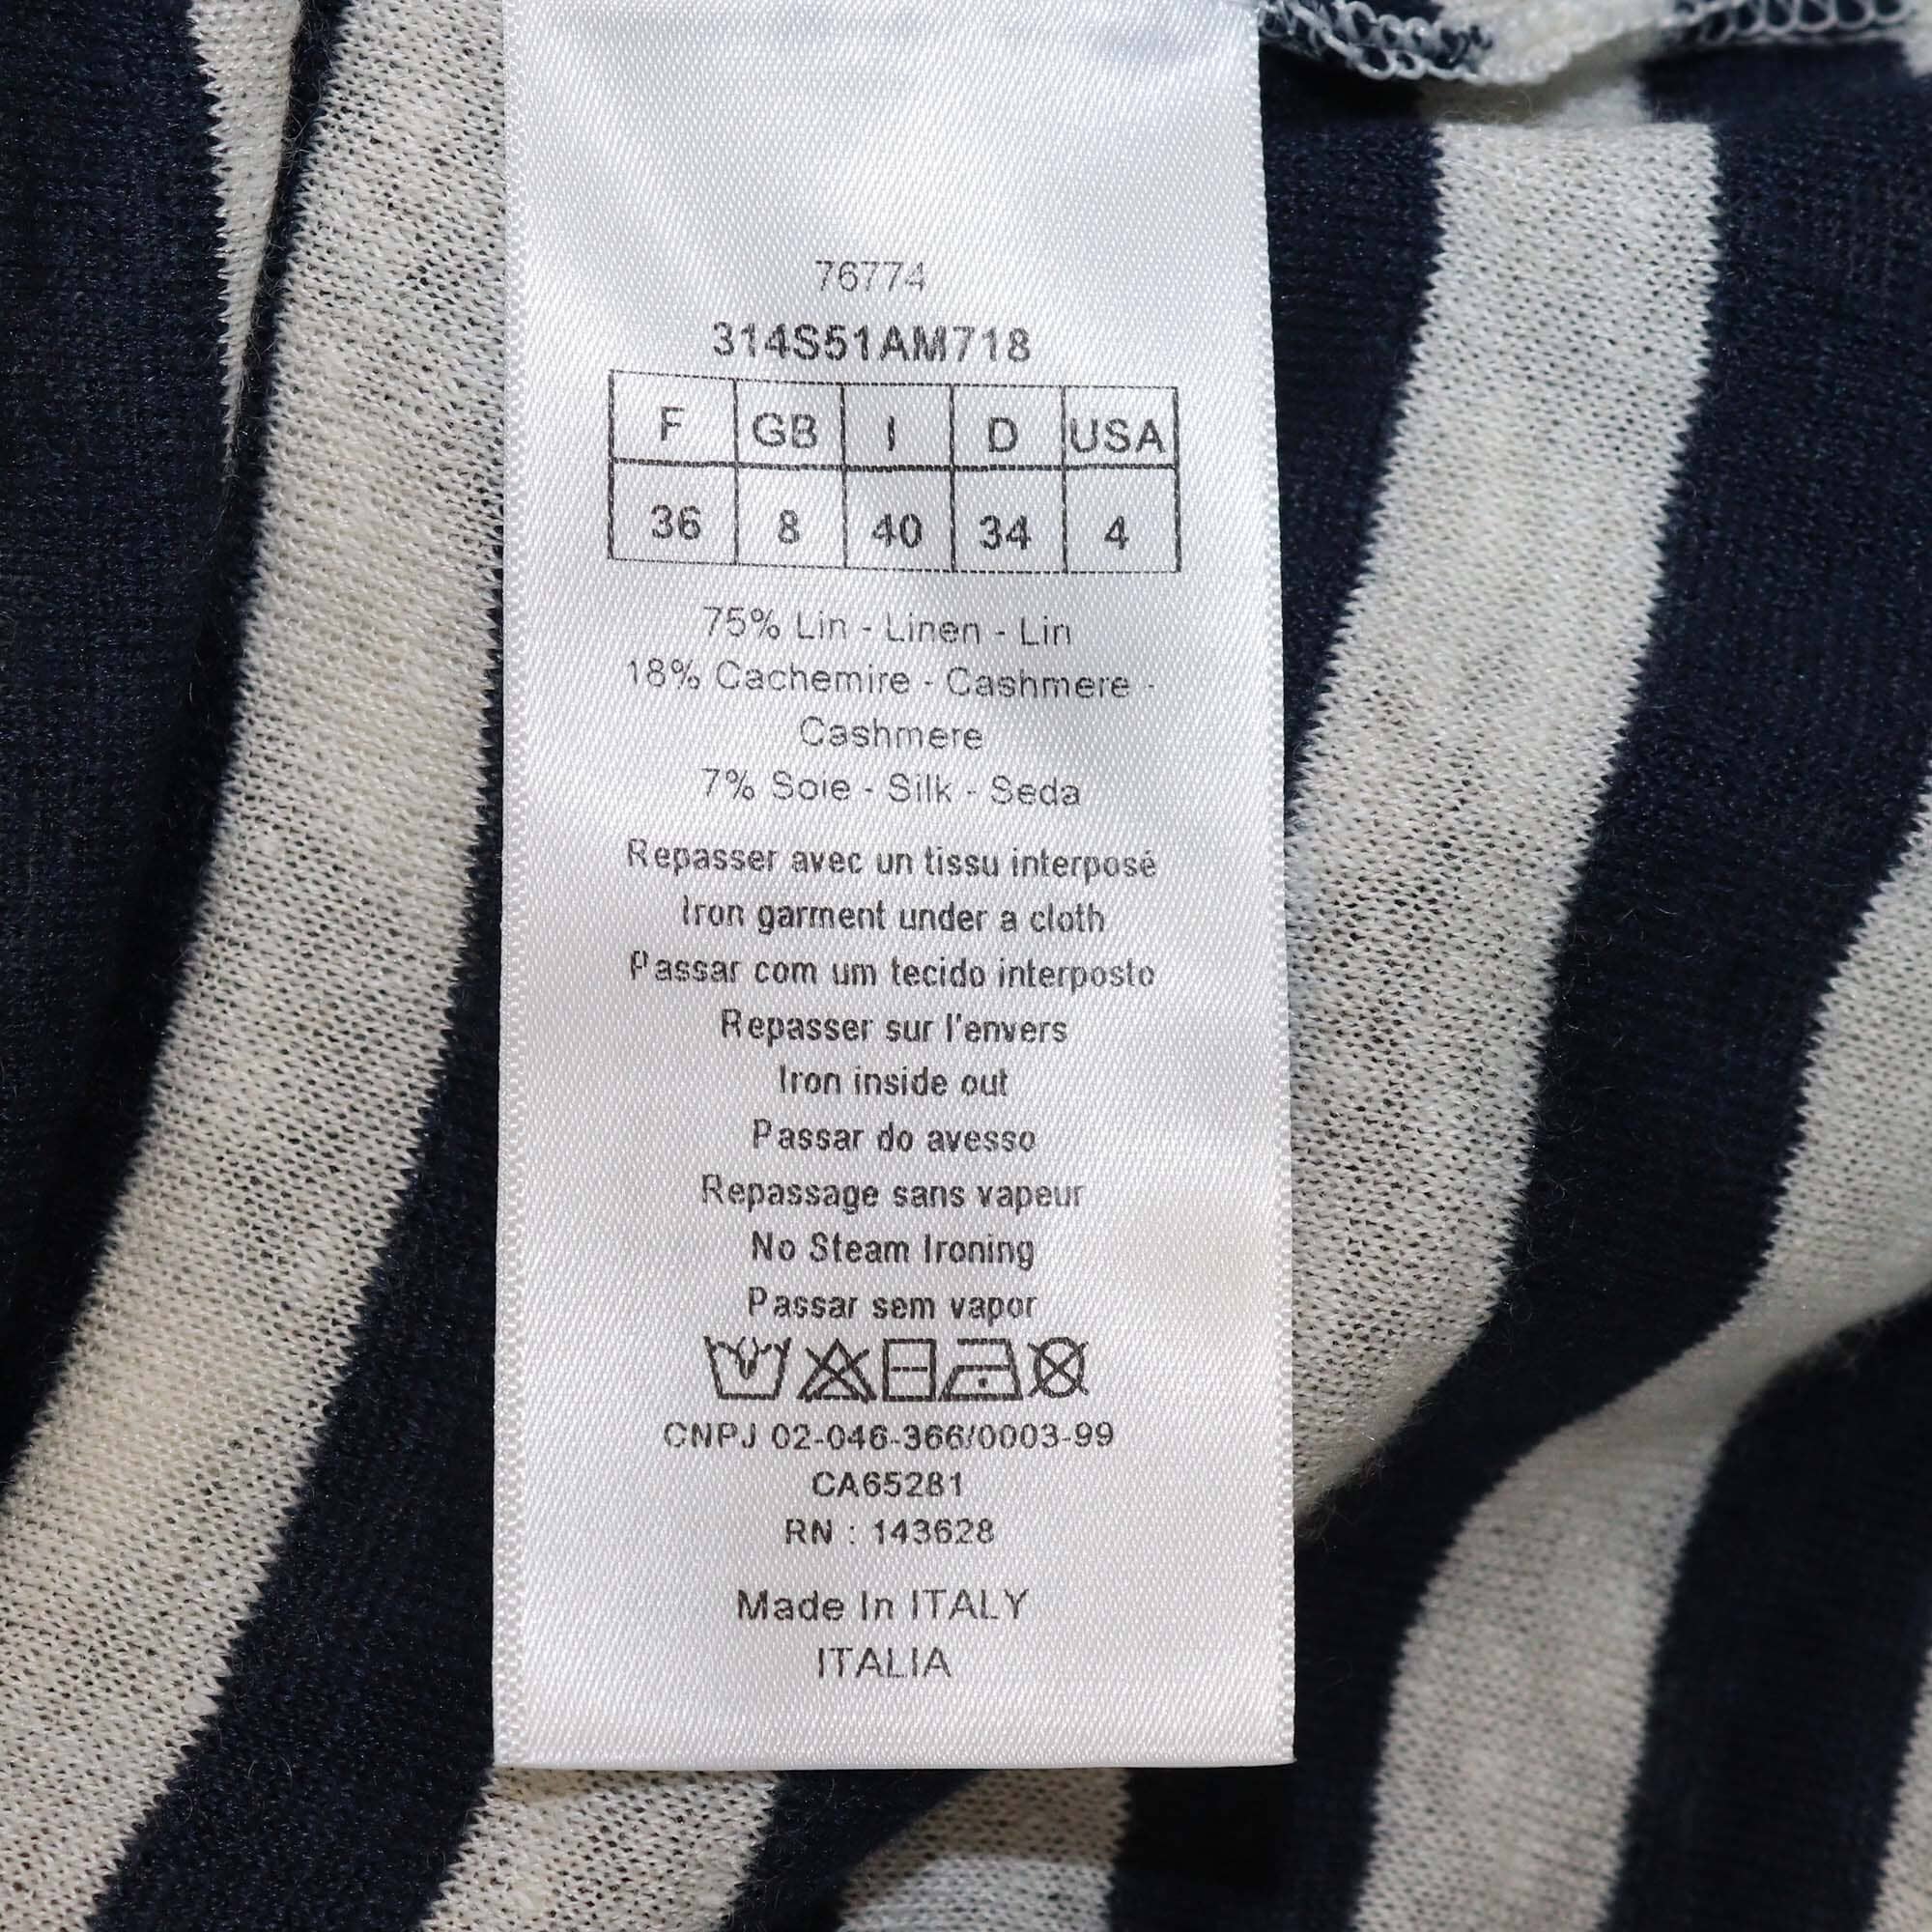 76774
314S51AM718
F GB I D USA
36 8 40 34 4
75% Lin - Linen - Lin
18% Cachemire - Cashmere -
Cashmere
7% Soie - Silk - Seda
Repasser avec un tissu interposé
Iron garment under a cloth
Passar com um tecido interposto
Repasser sur l'envers
Iron inside out
Passar do avesso
Repassage sans vapeur
No Steam Ironing
Passar sem vapor
CNPJ 02-046-366/0003-99
CA65281
RN : 143628
Made In ITALY
ITALIA